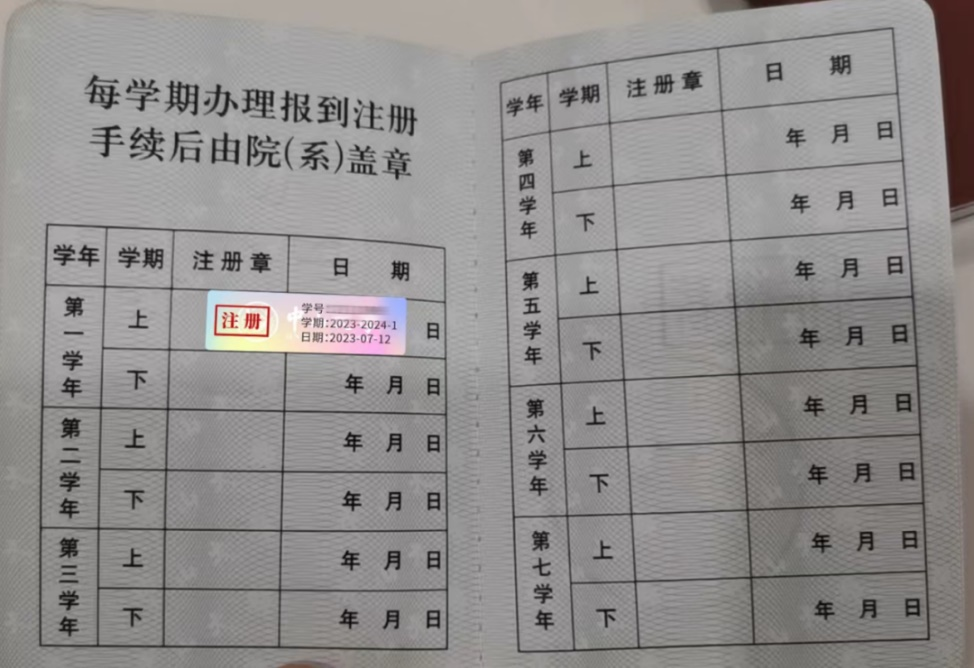 每学期办理报到注册
手续后由院(系)盖章
学年 学期 注册章 日 期
第一学年 上 日
注册
学号:
学期:2023-2024-1
日期:2023-07-12
下 年 月 日
第二学年 上 年 月 日
下 年 月 日
第三学年 上 年 月 日
下 年 月 日
学年 学期 注册章 日 期
第四学年 上 年 月 日
下 年 月 日
第五学年 上 年 月 日
下 年 月 日
第六学年 上 年 月 日
下 年 月 日
第七学年 上 年 月 日
下 年 月 日